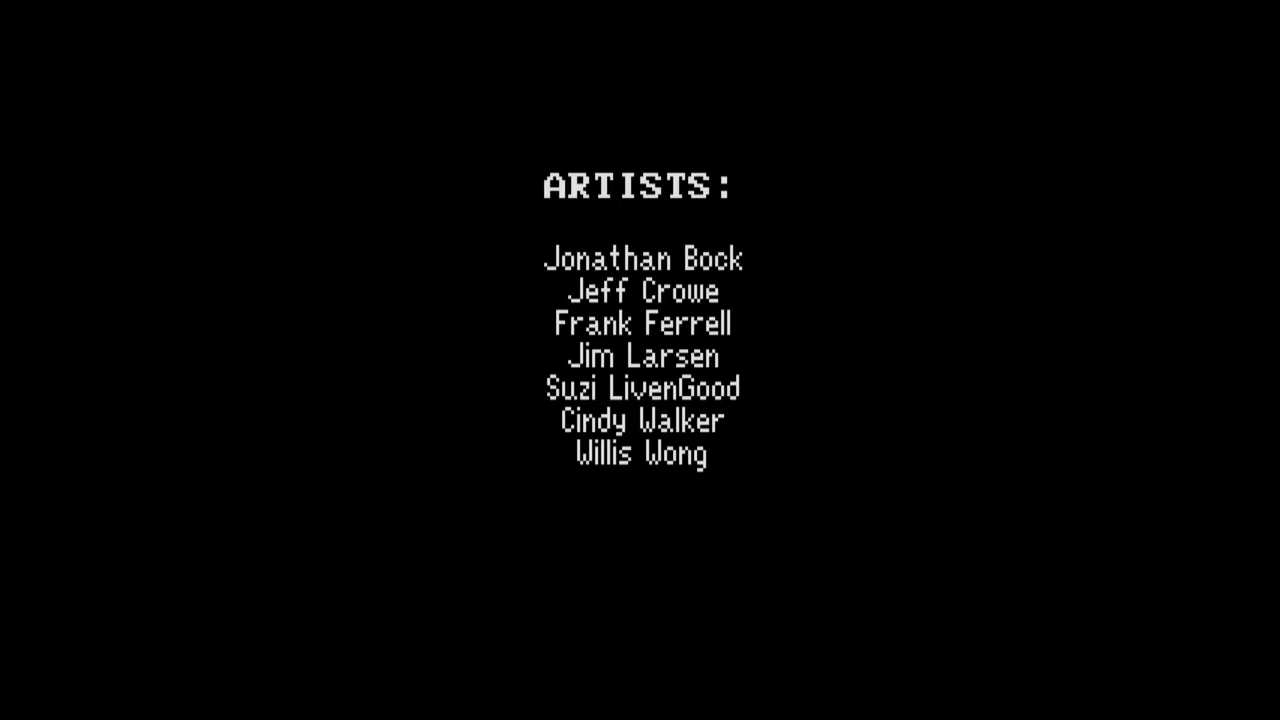 ARTISTS:
Jonathan Bock
Jeff Crowe
Frank Ferrell
Jim Larsen
Suzi LivenGood
Cindy Walker
Willis Wong